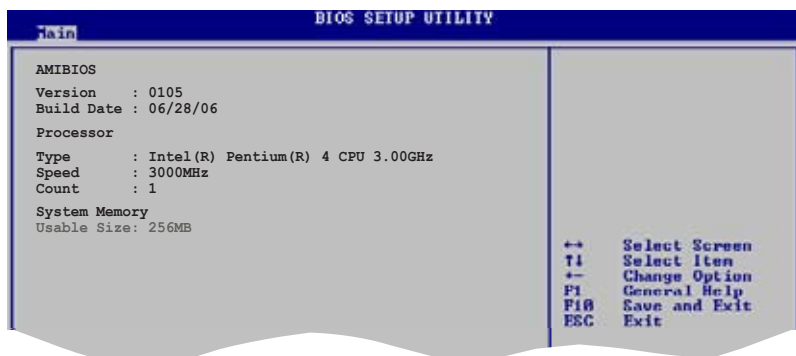 BIOS SETUP UTILITY
Main
AMIBIOS
Version : 0105
Build Date : 06/28/06
Processor
Type : Intel(R) Pentium(R) 4 CPU 3.00GHz
Speed : 3000MHz
Count : 1
System Memory
Usable Size: 256MB
↔ Select Screen
↑↓ Select Item
+- Change Option
F1 General Help
F10 Save and Exit
ESC Exit